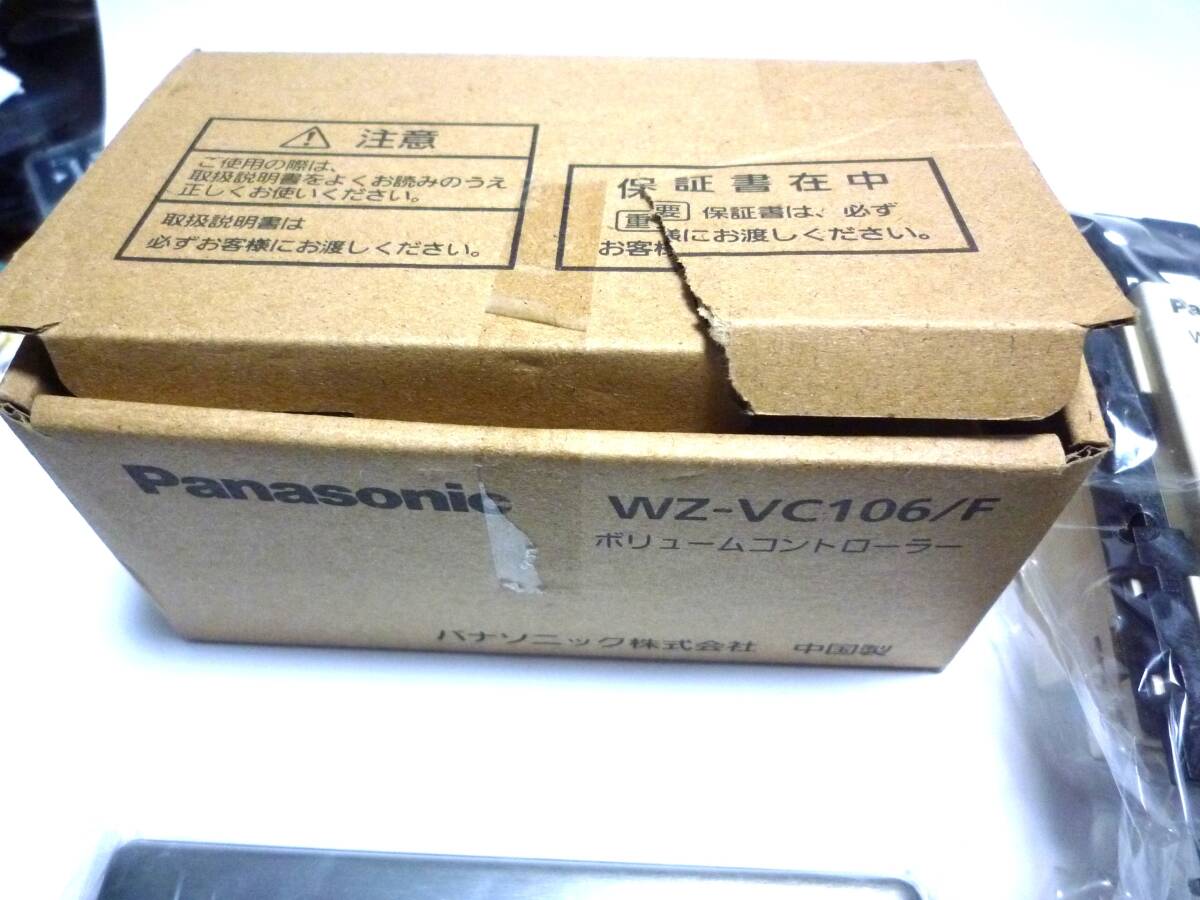 注意
ご使用の際は、
取扱説明書をよくお読みのうえ
正しくお使いください。
取扱説明書は
必ずお客様にお渡しください。
保証書在中
重要 保証書は、必ず
お客様にお渡しください。
Panasonic WZ-VC106/F
ボリュームコントローラー
パナソニック株式会社 中国製
Pa
W